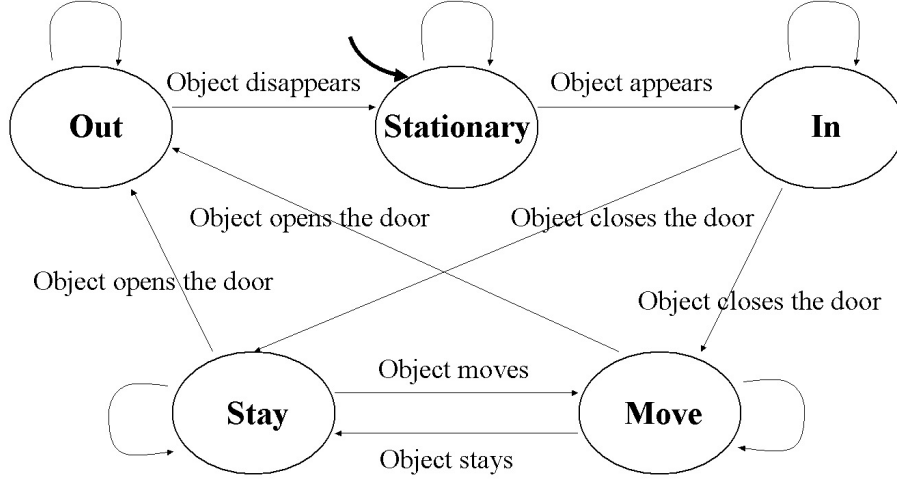 Object disappears
Object appears
Out
Stationary
In
Object opens the door
Object closes the door
Object opens the door
Object closes the door
Object moves
Stay
Move
Object stays